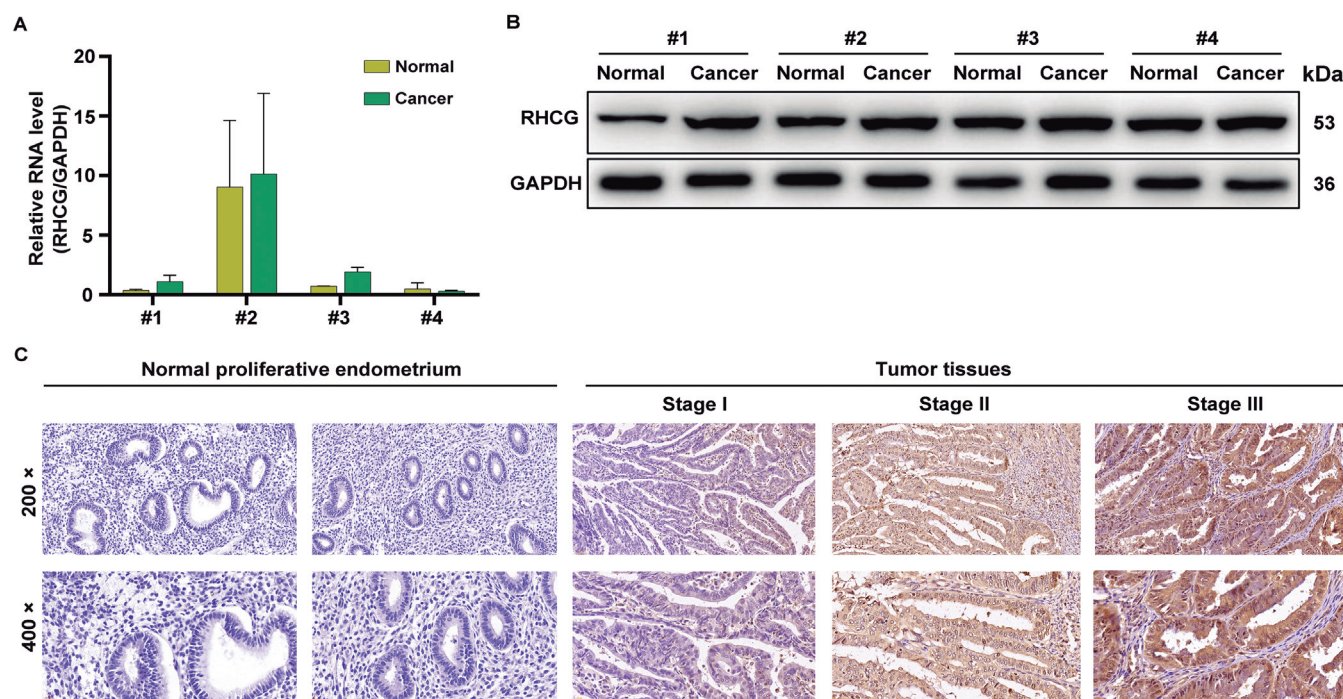 A
Relative RNA level
(RHCG/GAPDH)
20
15
10
5
0
Normal
Cancer
#1 #2 #3 #4
B
#1 #2 #3 #4
Normal Cancer Normal Cancer Normal Cancer Normal Cancer kDa
RHCG 53
GAPDH 36
C
Normal proliferative endometrium Tumor tissues
Stage I Stage II Stage III
200 ×
400 ×